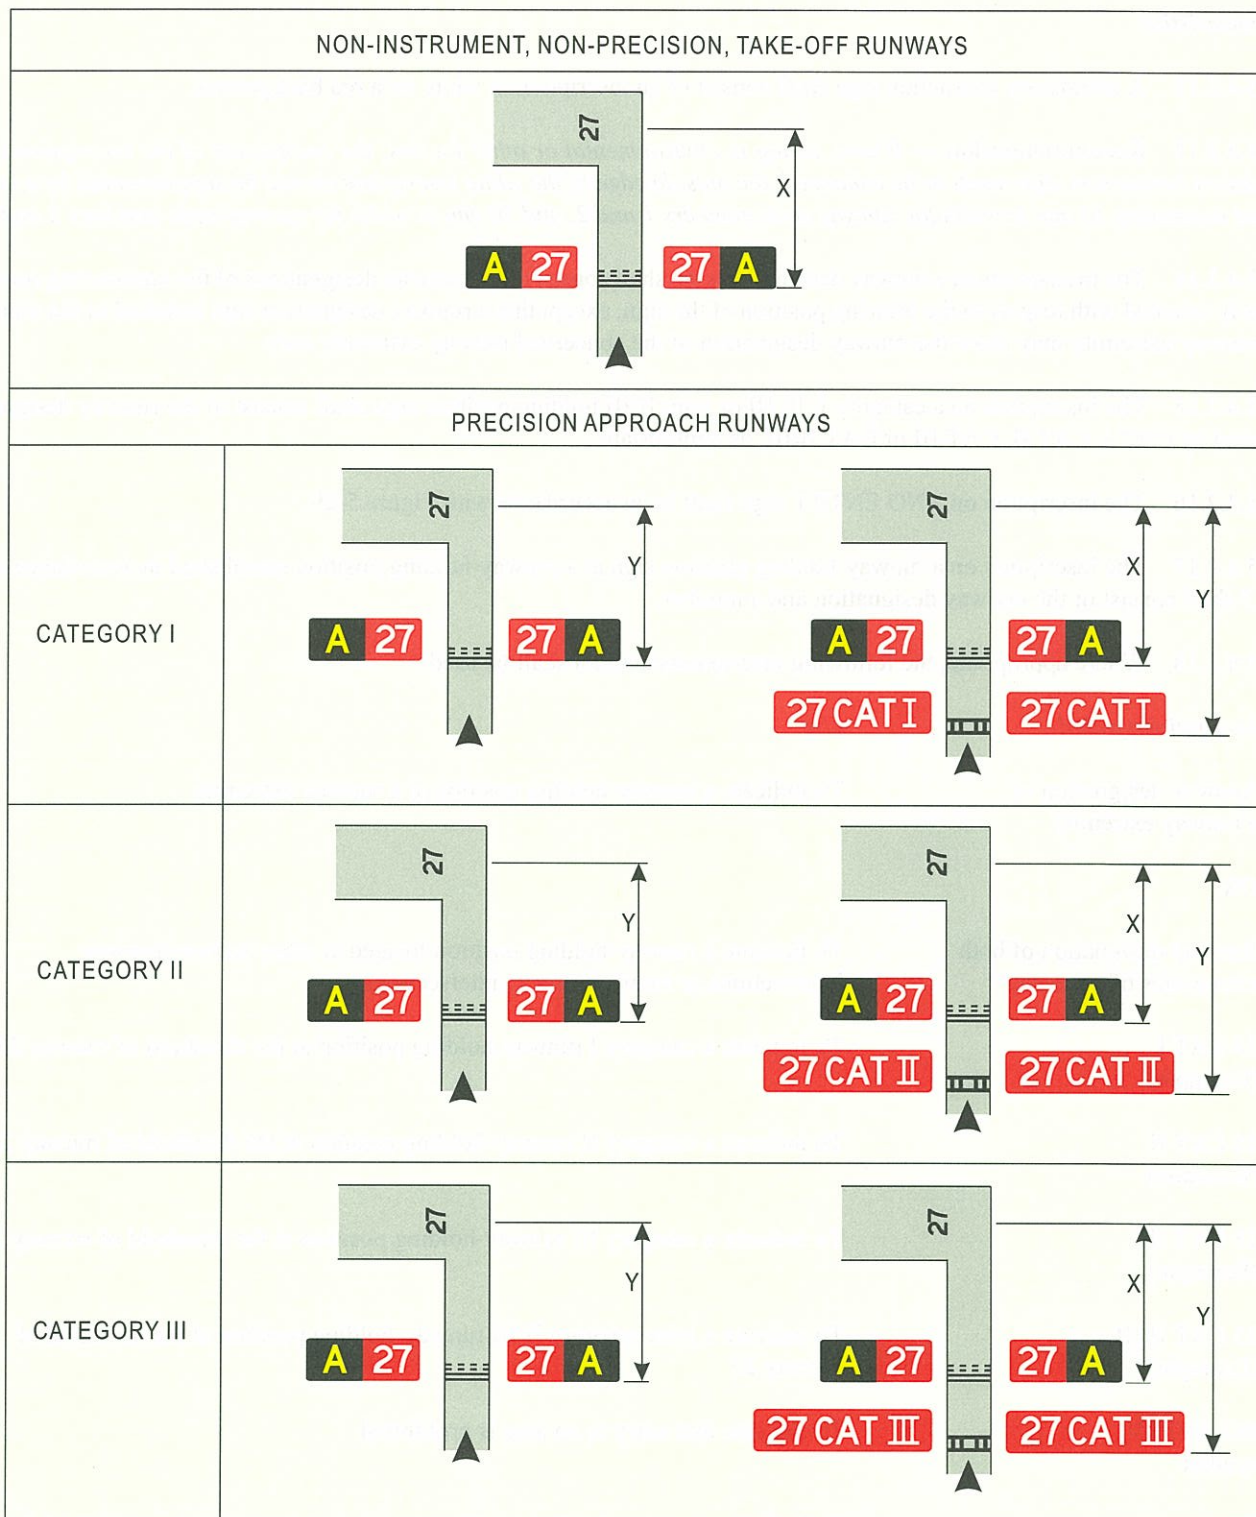 NON-INSTRUMENT, NON-PRECISION, TAKE-OFF RUNWAYS
27
X
A 27 27 A
PRECISION APPROACH RUNWAYS
CATEGORY I
27
Y
A 27 27 A
27
X
Y
A 27 27 A
27 CAT I 27 CAT I
CATEGORY II
27
Y
A 27 27 A
27
X
Y
A 27 27 A
27 CAT II 27 CAT II
CATEGORY III
27
Y
A 27 27 A
27
X
Y
A 27 27 A
27 CAT III 27 CAT III